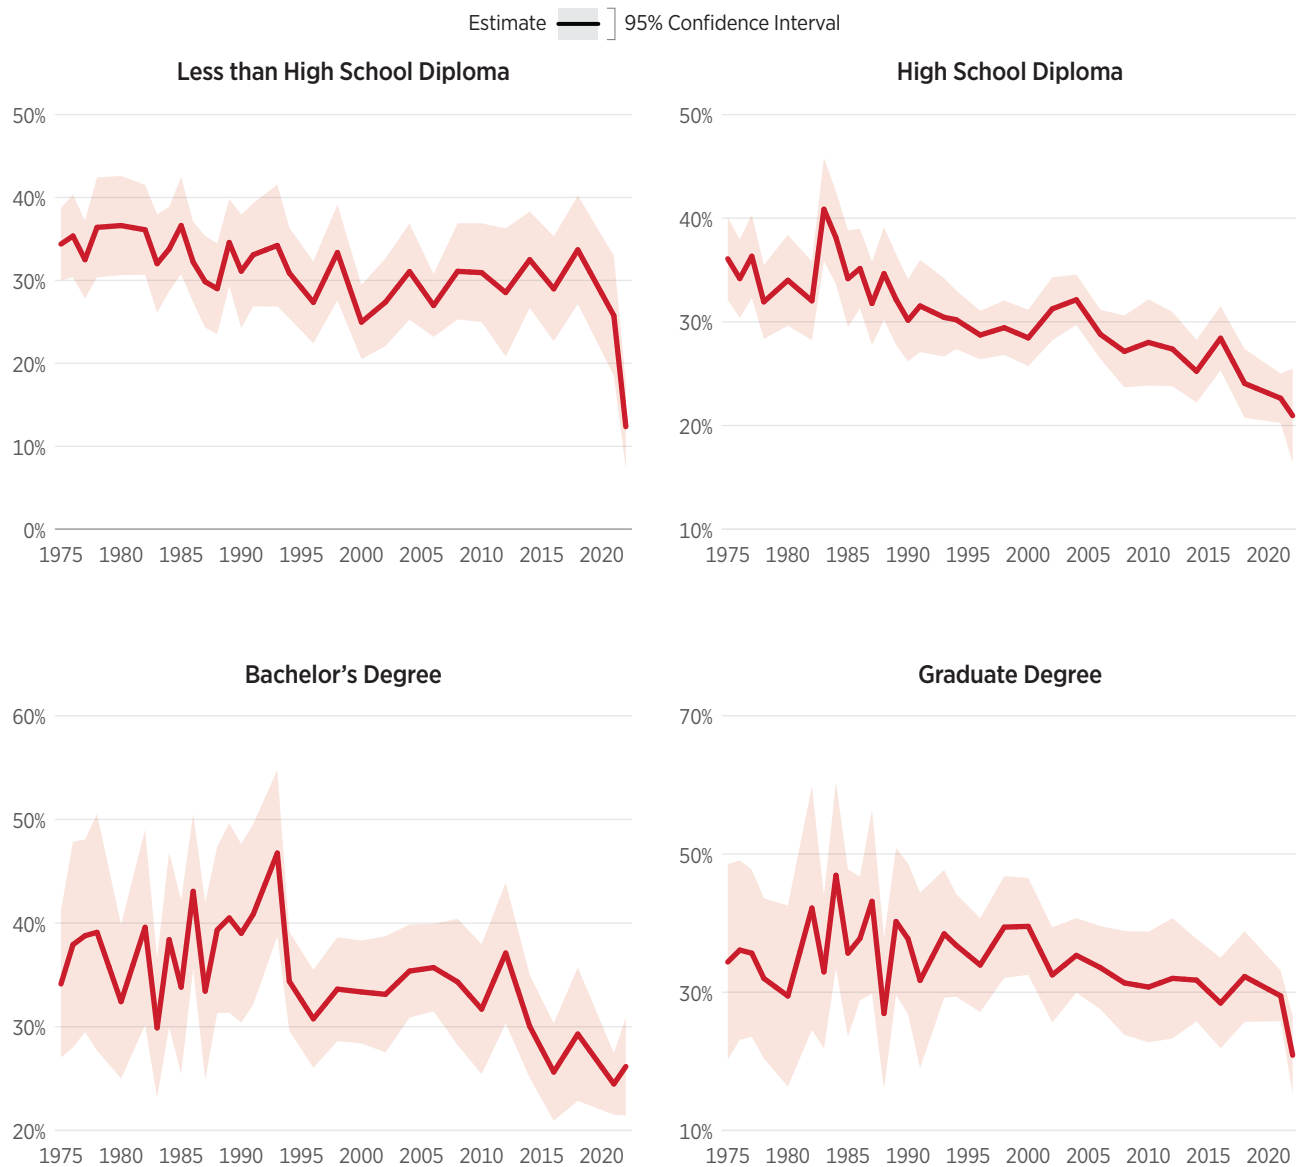 Estimate 95% Confidence Interval
Less than High School Diploma
50%
40%
30%
20%
10%
0%
1975 1980 1985 1990 1995 2000 2005 2010 2015 2020
High School Diploma
50%
40%
30%
20%
10%
1975 1980 1985 1990 1995 2000 2005 2010 2015 2020
Bachelor’s Degree
60%
50%
40%
30%
20%
1975 1980 1985 1990 1995 2000 2005 2010 2015 2020
Graduate Degree
70%
50%
30%
10%
1975 1980 1985 1990 1995 2000 2005 2010 2015 2020